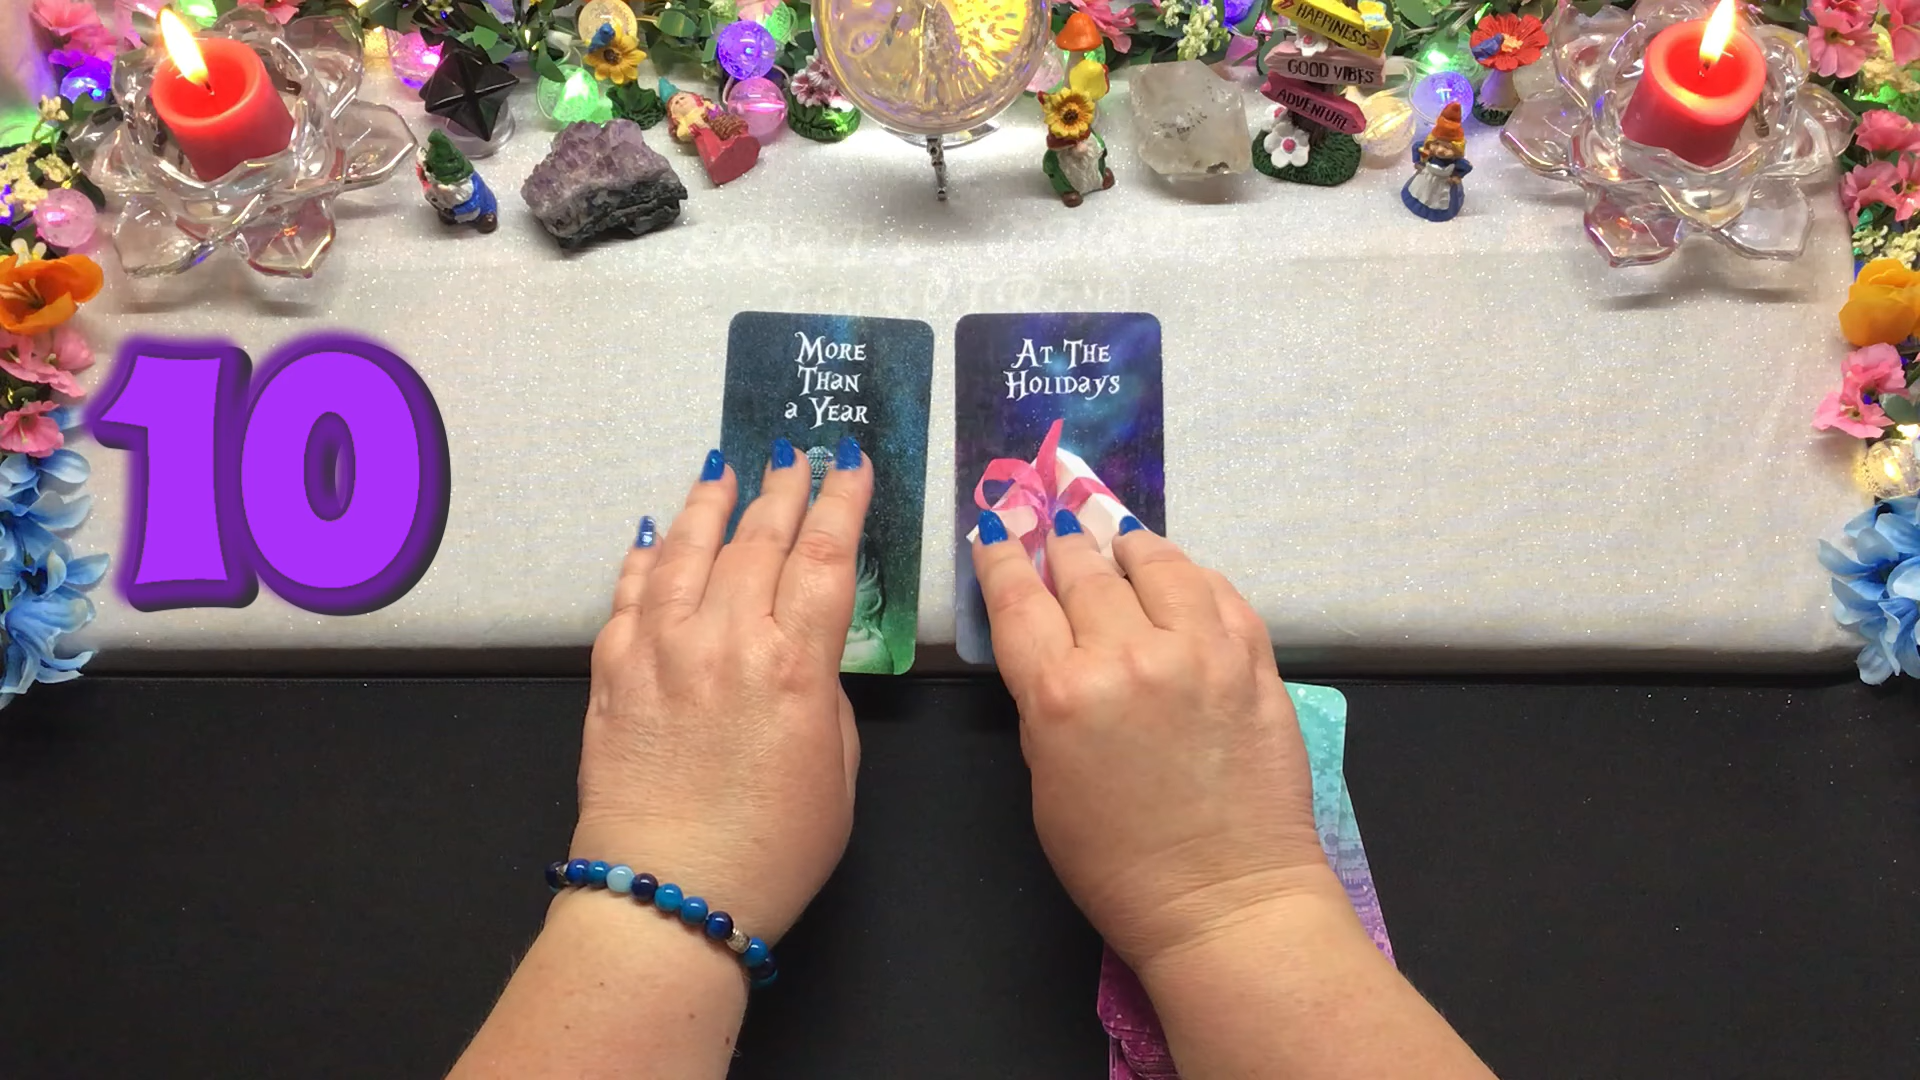 HAPPINESS
GOOD VIBES
ADVENTURE
More
Than
a Year
At The
Holidays
10